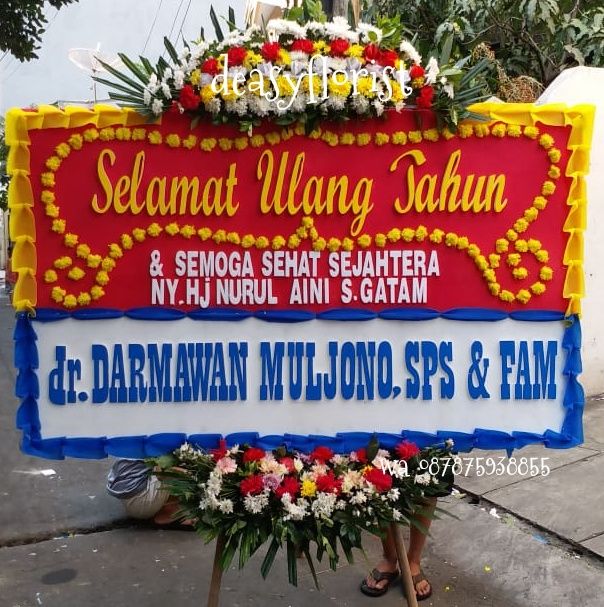 deasyflorist
Selamat Ulang Tahun
& SEMOGA SEHAT SEJAHTERA
NY.Hj NURUL AINI S.GATAM
dr. DARMAWAN MULJONO, SPS & FAM
wa 087875938855